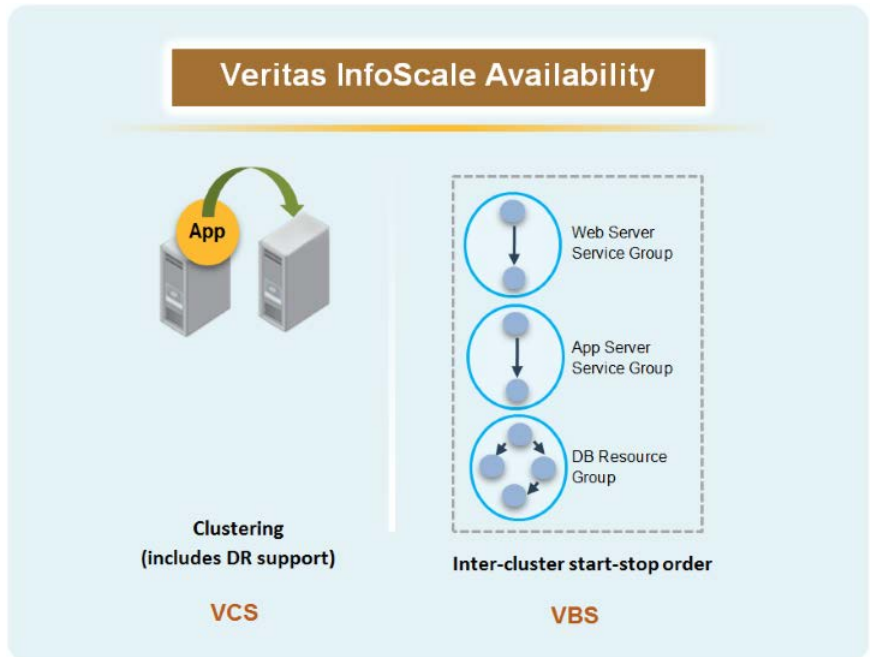 Veritas InfoScale Availability
App
Clustering
(includes DR support)
VCS
Web Server
Service Group
App Server
Service Group
DB Resource
Group
Inter-cluster start-stop order
VBS